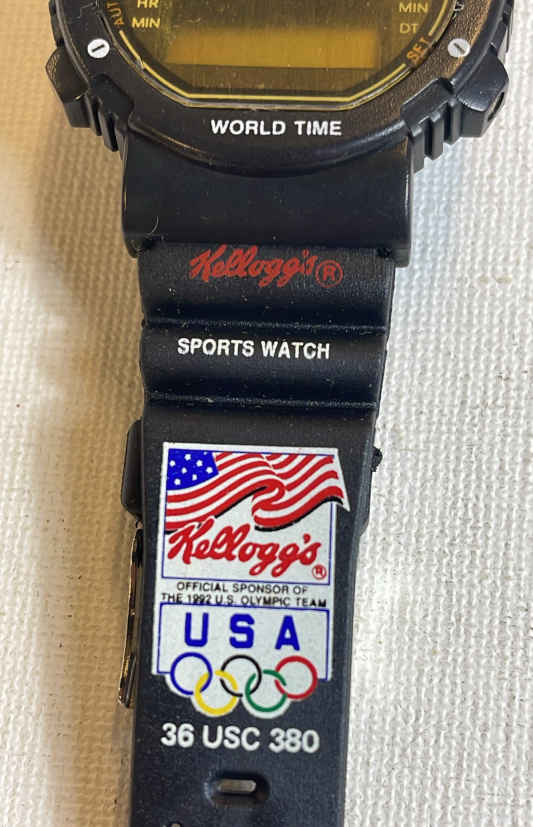 AUT
HR
MIN
MIN
DT
SET
WORLD TIME
Kellogg's®
SPORTS WATCH
Kellogg's®
OFFICIAL SPONSOR OF
THE 1992 U.S. OLYMPIC TEAM
USA
36 USC 380